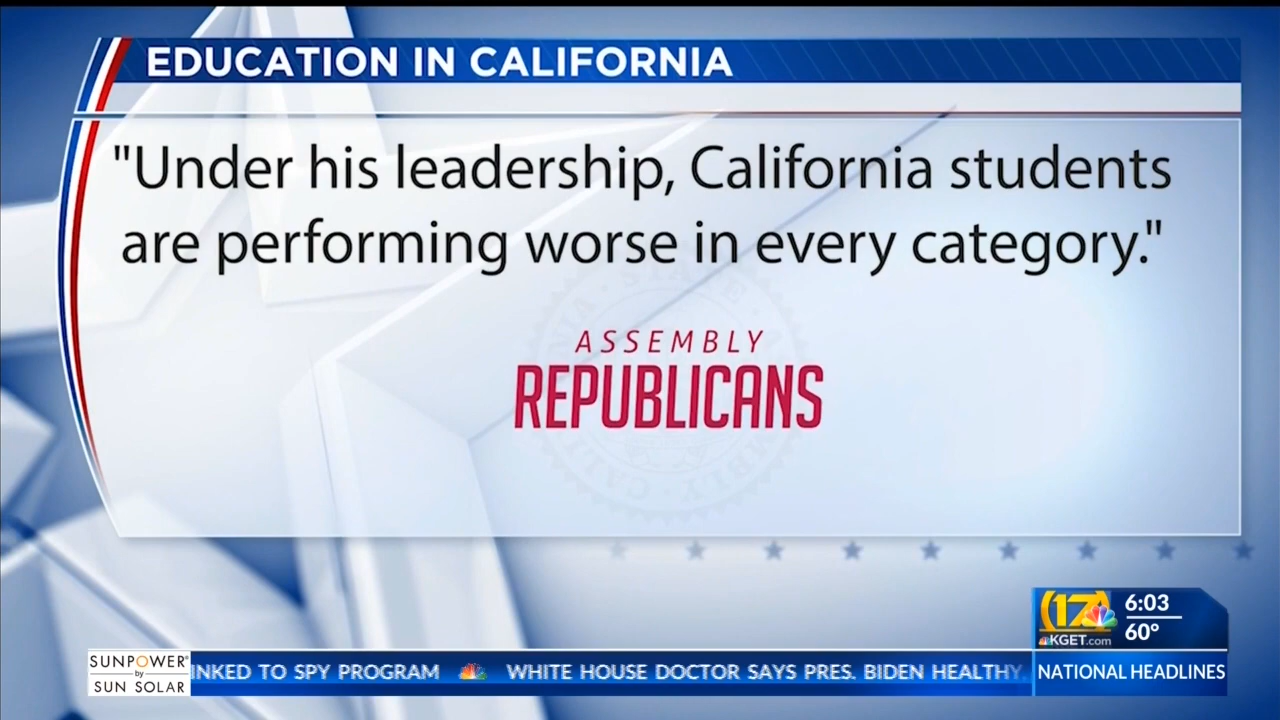 EDUCATION IN CALIFORNIA
"Under his leadership, California students
are performing worse in every category."
ASSEMBLY
REPUBLICANS
17
KGET.com
6:03
60°
SUNPOWER®
by
SUN SOLAR
INKED TO SPY PROGRAM
WHITE HOUSE DOCTOR SAYS PRES. BIDEN HEALTHY,
NATIONAL HEADLINES